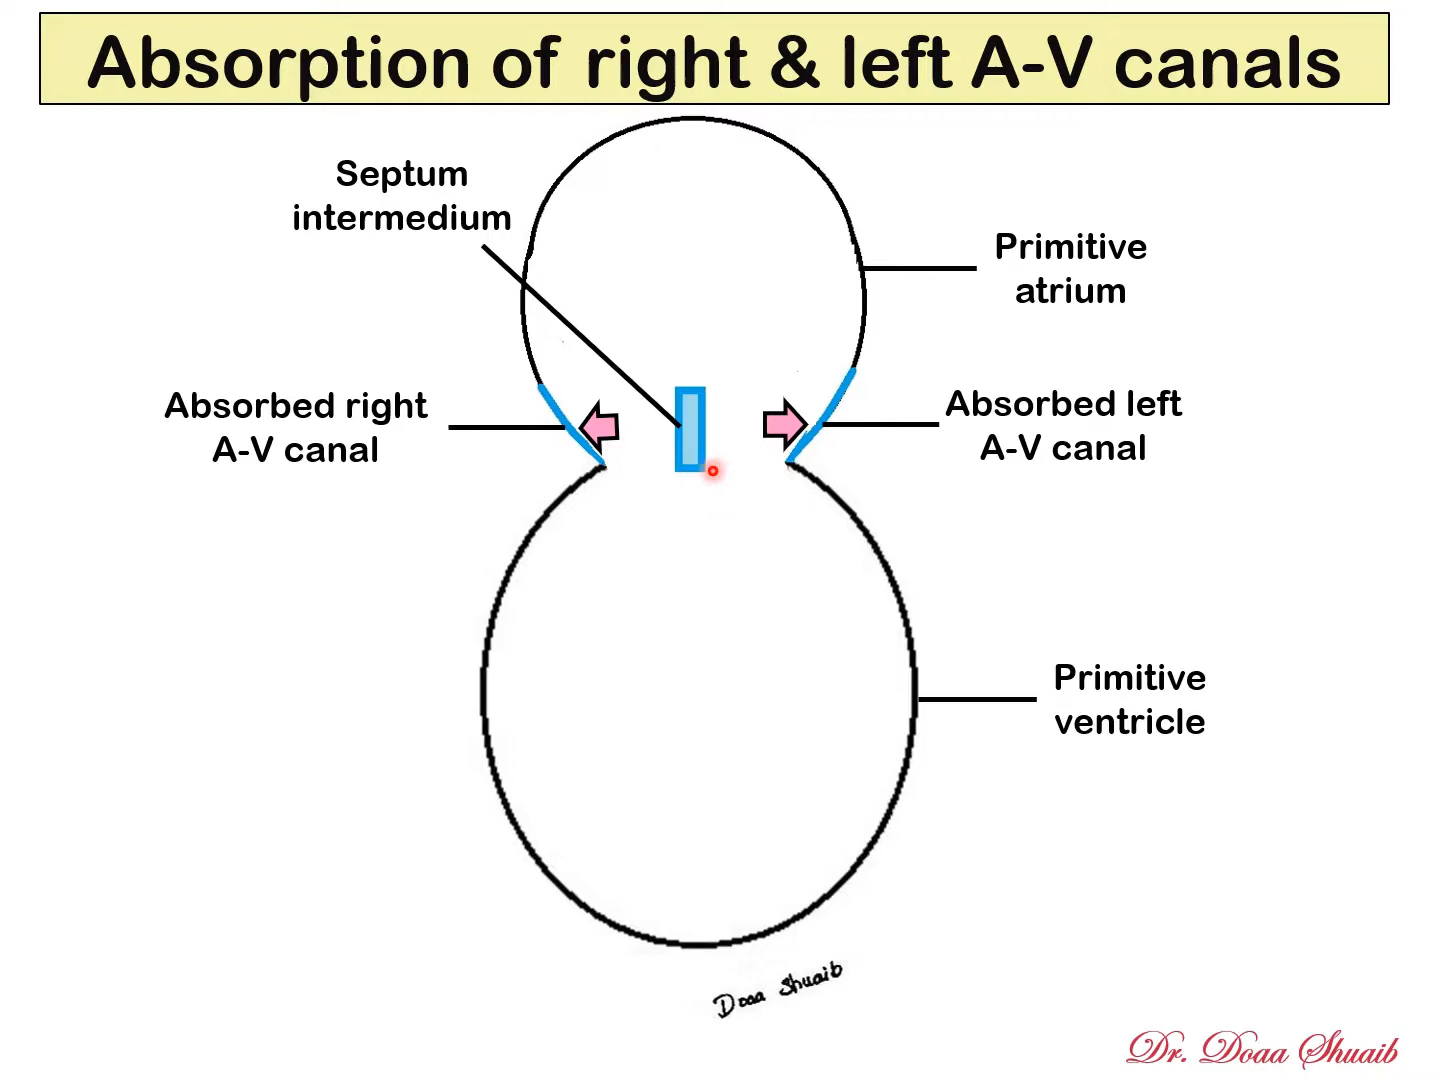 Absorption of right & left A-V canals
Septum
intermedium
Primitive
atrium
Absorbed right
A-V canal
Absorbed left
A-V canal
Primitive
ventricle
Doaa Shuaib
Dr. Doaa Shuaib